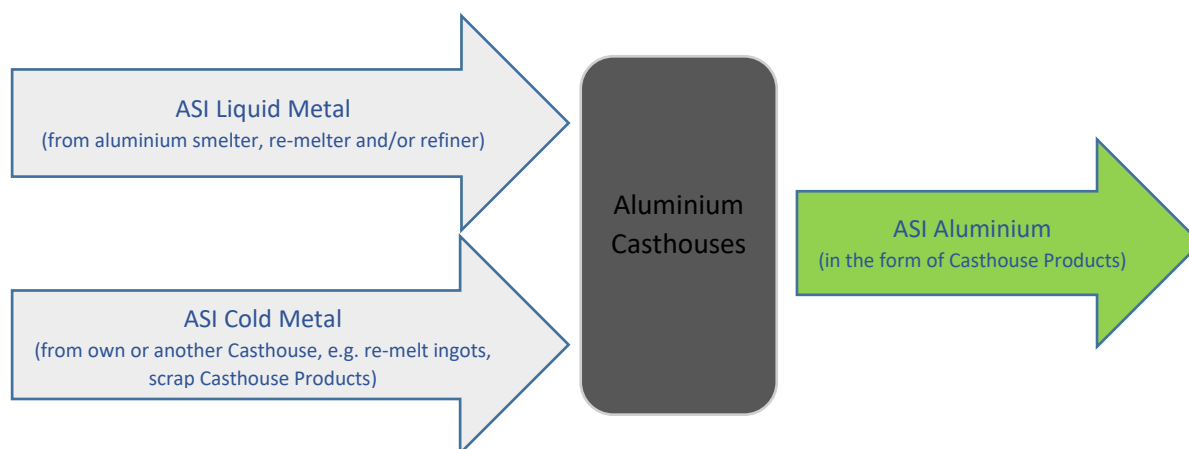 ASI Liquid Metal
(from aluminium smelter, re-melter and/or refiner)
ASI Cold Metal
(from own or another Casthouse, e.g. re-melt ingots,
scrap Casthouse Products)
Aluminium
Casthouses
ASI Aluminium
(in the form of Casthouse Products)